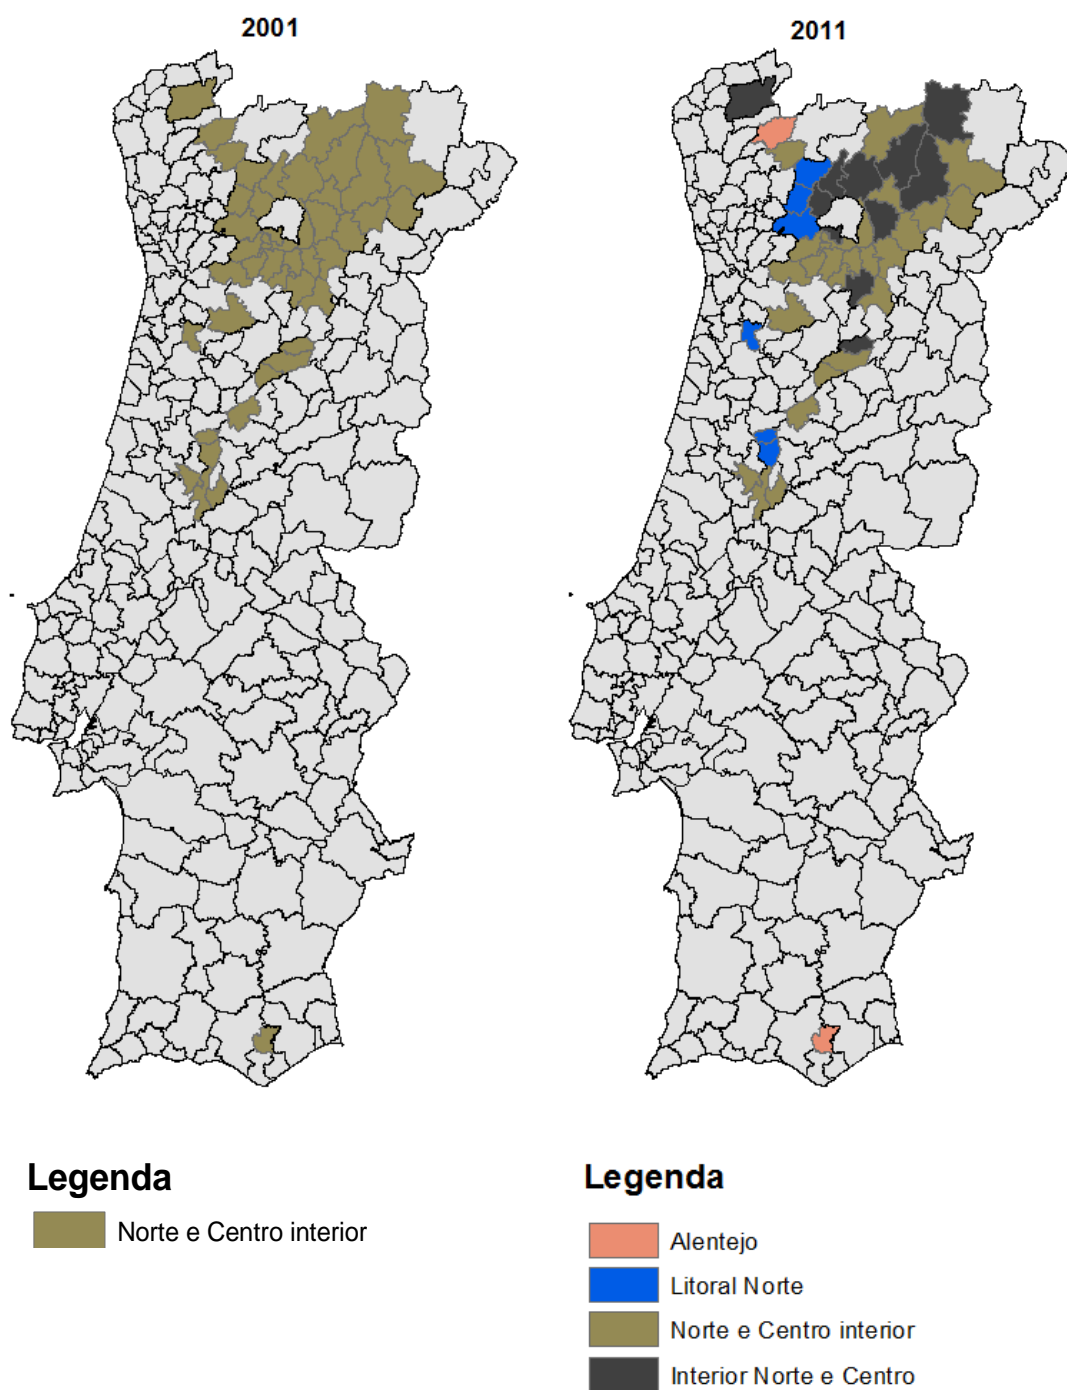 2001
2011
Legenda
Norte e Centro interior
Legenda
Alentejo
Litoral Norte
Norte e Centro interior
Interior Norte e Centro